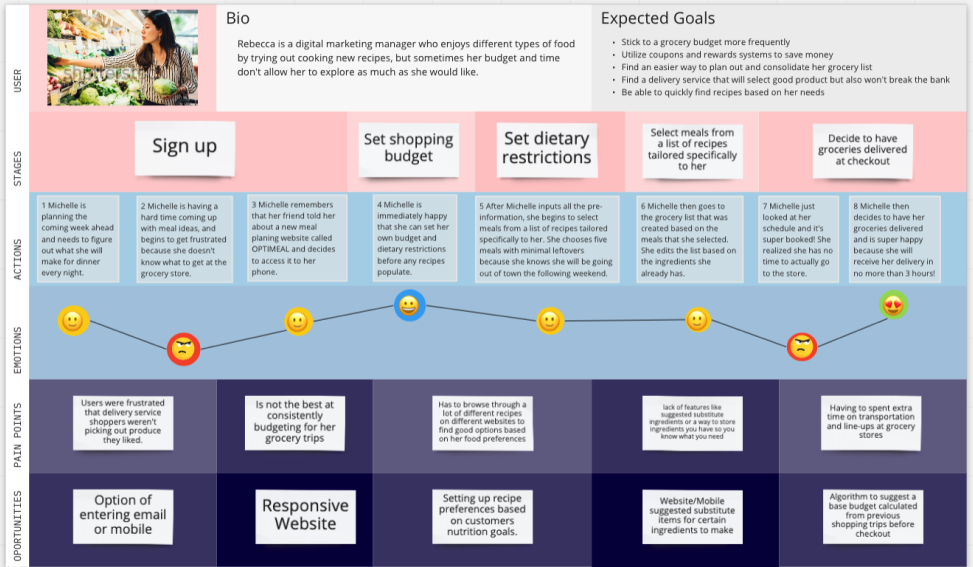 USER
Bio
Rebecca is a digital marketing manager who enjoys different types of food
by trying out cooking new recipes, but sometimes her budget and time
don't allow her to explore as much as she would like.
Expected Goals
• Stick to a grocery budget more frequently
• Utilize coupons and rewards systems to save money
• Find an easier way to plan out and consolidate her grocery list
• Find a delivery service that will select good product but also won't break the bank
• Be able to quickly find recipes based on her needs
STAGES
Sign up
Set shopping
budget
Set dietary
restrictions
Select meals from
a list of recipes
tailored specifically
to her
Decide to have
groceries delivered
at checkout
ACTIONS
1 Michelle is
planning the
coming week ahead
and needs to figure
out what she will
make for dinner
every night.
2 Michelle is having a
hard time coming up
with meal ideas, and
begins to get frustrated
because she doesn't
know what to get at the
grocery store.
3 Michelle remembers
that her friend told her
about a new meal
planing website called
OPTIMEAL and decides
to access it to her
phone.
4 Michelle is
immediately happy
that she can set her
own budget and
dietary restrictions
before any recipes
populate.
5 After Michelle inputs all the pre-
information, she begins to select
meals from a list of recipes tailored
specifically to her. She chooses five
meals with minimal leftovers
because she knows she will be going
out of town the following weekend.
6 Michelle then goes
to the grocery list that was
created based on the
meals that she selected.
She edits the list based on
the ingredients she
already has.
7 Michelle just
looked at her
schedule and it's
super booked! She
realized she has no
time to actually go
to the store.
8 Michelle then
decides to have her
groceries delivered
and is super happy
because she will
receive her delivery in
no more than 3 hours!
EMOTIONS
PAIN POINTS
Users were frustrated
that delivery service
shoppers weren't
picking out produce
they liked.
Is not the best at
consistently
budgeting for her
grocery trips
Has to browse through a
lot of different recipes
on different websites to
find good options based
on her food preferences
lack of features like
suggested substitute
ingredients or a way to store
ingredients you have so you
know what you need
Having to spent extra
time on transportation
and line-ups at grocery
stores
OPORTUNITIES
Option of
entering email
or mobile
Responsive
Website
Setting up recipe
preferences based
on customers
nutrition goals.
Website/Mobile
suggested substitute
items for certain
ingredients to make
Algorithm to suggest a
base budget calculated
from previous
shopping trips before
checkout